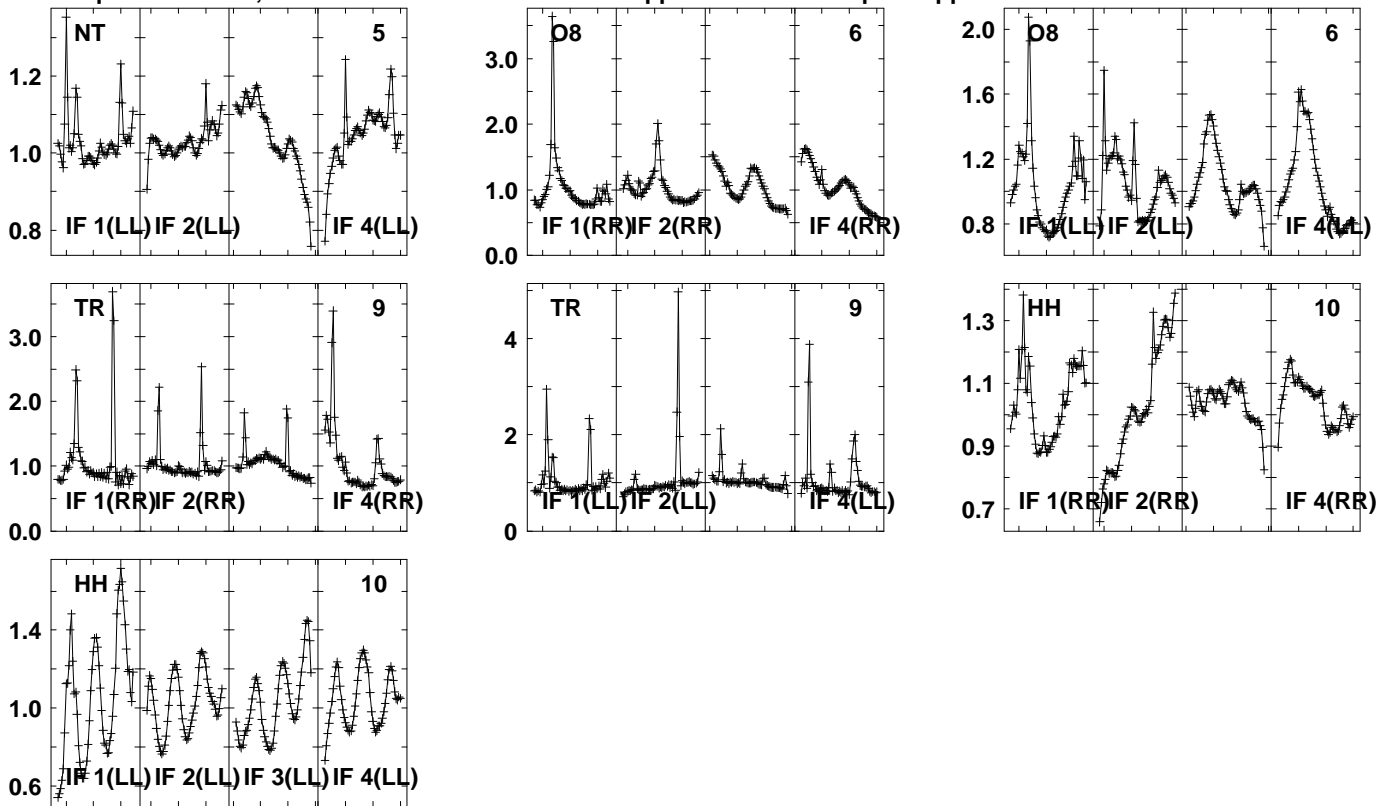 NT 5
1.2
1.0
0.8
IF 1(LL) IF 2(LL) IF 4(LL)
O8 6
3.0
2.0
1.0
0.0
IF 1(RR) IF 2(RR) IF 4(RR)
O8 6
2.0
1.6
1.2
0.8
IF 1(LL) IF 2(LL) IF 4(LL)
TR 9
3.0
2.0
1.0
0.0
IF 1(RR) IF 2(RR) IF 4(RR)
TR 9
4
2
0
IF 1(LL) IF 2(LL) IF 4(LL)
HH 10
1.3
1.1
0.9
0.7
IF 1(RR) IF 2(RR) IF 4(RR)
HH 10
1.4
1.0
0.6
IF 1(LL) IF 2(LL) IF 3(LL) IF 4(LL)